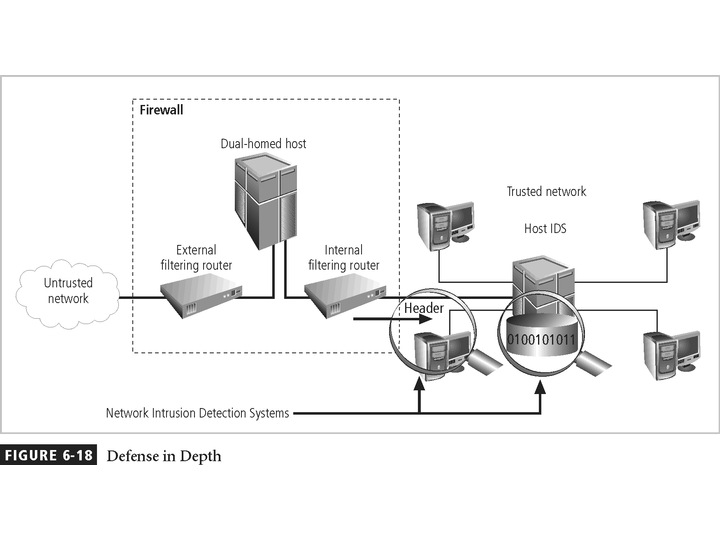 Firewall
Dual-homed host
Trusted network
Host IDS
External
filtering router
Internal
filtering router
Untrusted
network
Header
0100101011
Network Intrusion Detection Systems
FIGURE 6-18 Defense in Depth